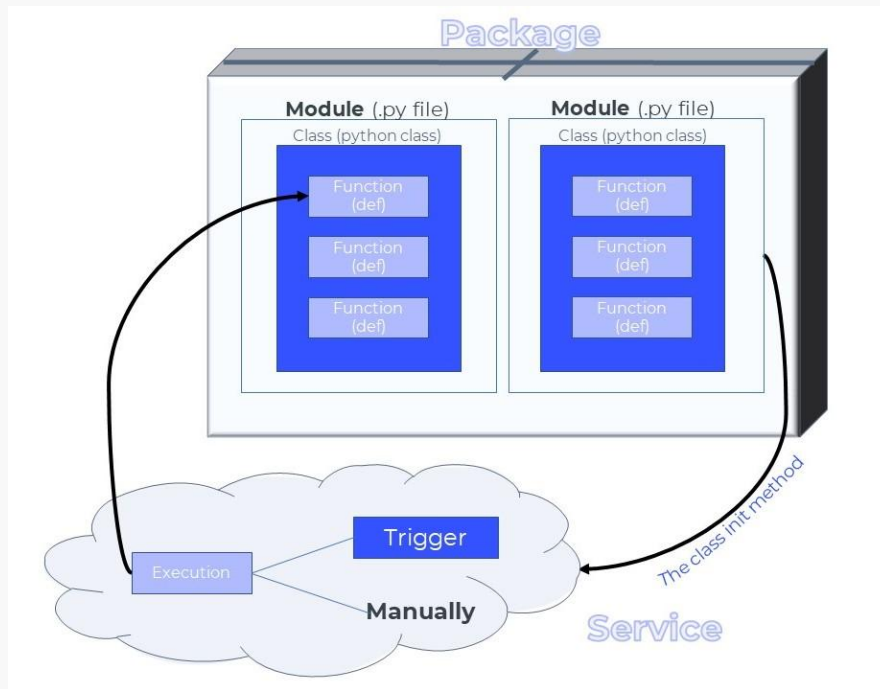 Package
Module (.py file)
Class (python class)
Function
(def)
Function
(def)
Function
(def)
Module (.py file)
Class (python class)
Function
(def)
Function
(def)
Function
(def)
The class init method
Trigger
Execution
Manually
Service